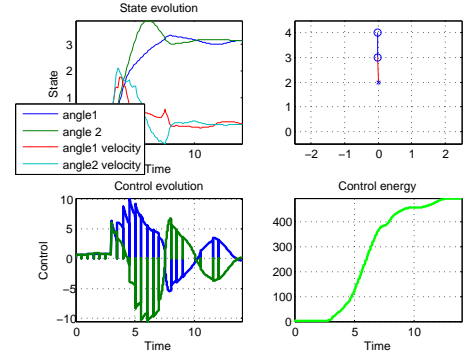 State evolution
3
2
1
State
10
Time
angle1
angle 2
angle1 velocity
angle2 velocity
4
3
2
1
0
−2
−1
0
1
2
Control evolution
10
5
0
−5
−10
Control
0
5
10
Time
Control energy
400
300
200
100
0
0
5
10
Time